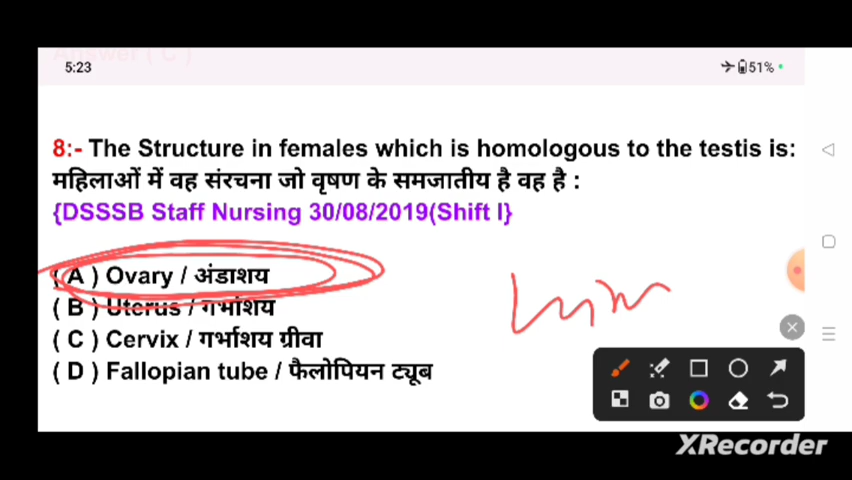 Answer ( C )
5:23
51%
8:- The Structure in females which is homologous to the testis is:
महिलाओं में वह संरचना जो वृषण के समजातीय है वह है :
{DSSSB Staff Nursing 30/08/2019(Shift I}
( A ) Ovary / अंडाशय
( B ) Uterus / गर्भाशय
( C ) Cervix / गर्भाशय ग्रीवा
( D ) Fallopian tube / फैलोपियन ट्यूब
XRecorder